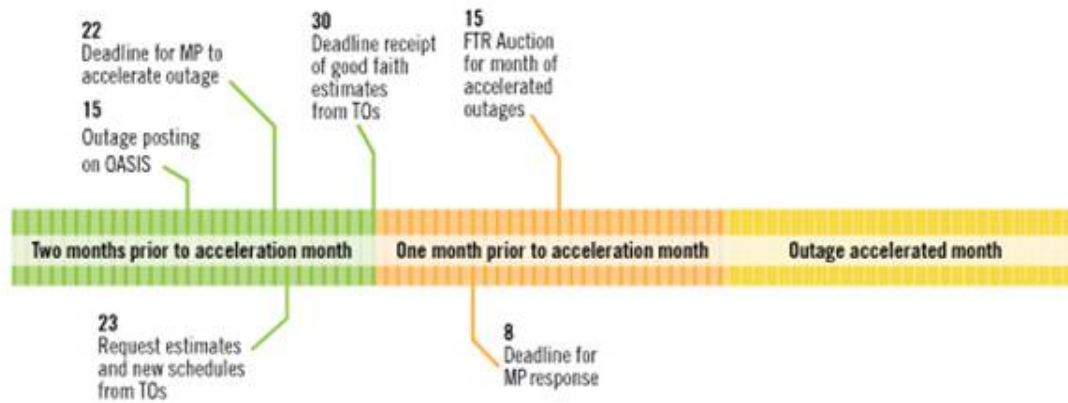 22
Deadline for MP to
accelerate outage
15
Outage posting
on OASIS
30
Deadline receipt
of good faith
estimates
from TOs
15
FTR Auction
for month of
accelerated
outages
Two months prior to acceleration month
One month prior to acceleration month
Outage accelerated month
23
Request estimates
and new schedules
from TOs
8
Deadline for
MP response